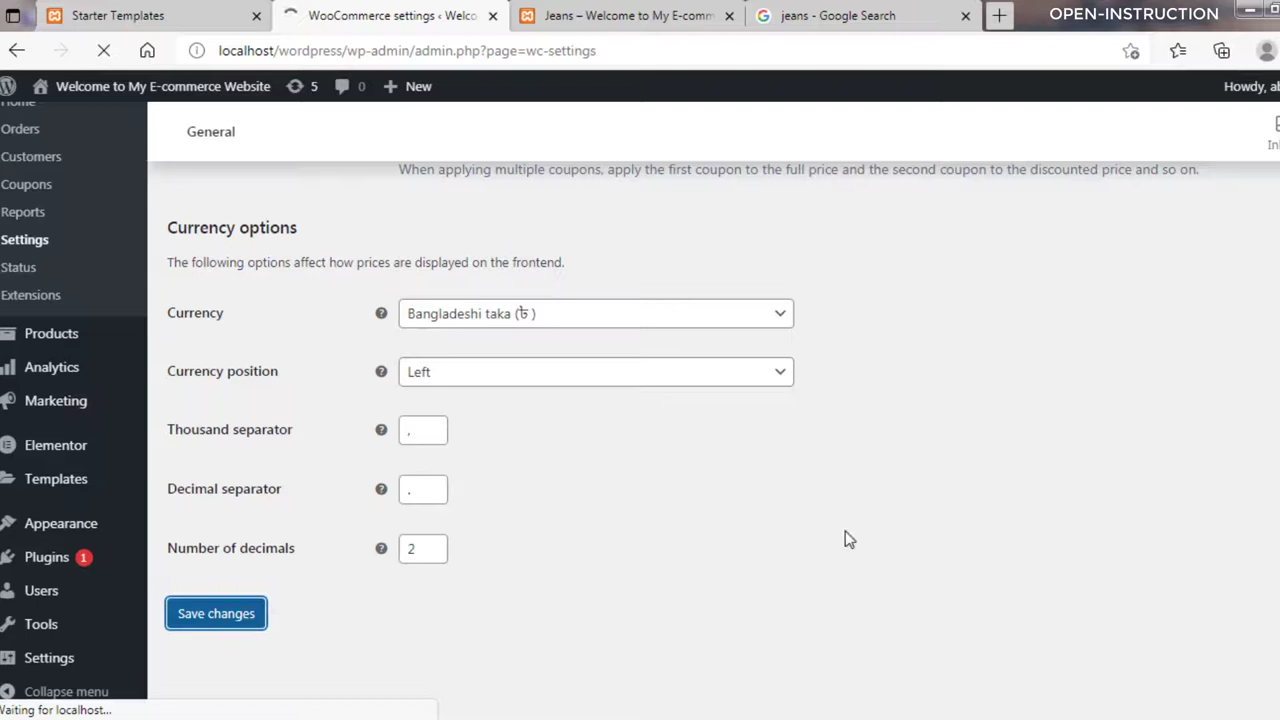 Starter Templates
WooCommerce settings ‹ Welco
Jeans – Welcome to My E-comm
jeans - Google Search
OPEN-INSTRUCTION
localhost/wordpress/wp-admin/admin.php?page=wc-settings
Welcome to My E-commerce Website
5
0
New
Howdy, ab
Home
Orders
Customers
Coupons
Reports
Settings
Status
Extensions
Products
Analytics
Marketing
Elementor
Templates
Appearance
Plugins 1
Users
Tools
Settings
Collapse menu
General
In
When applying multiple coupons, apply the first coupon to the full price and the second coupon to the discounted price and so on.
Currency options
The following options affect how prices are displayed on the frontend.
Currency
Bangladeshi taka (৳ )
Currency position
Left
Thousand separator
,
Decimal separator
.
Number of decimals
2
Save changes
Waiting for localhost...